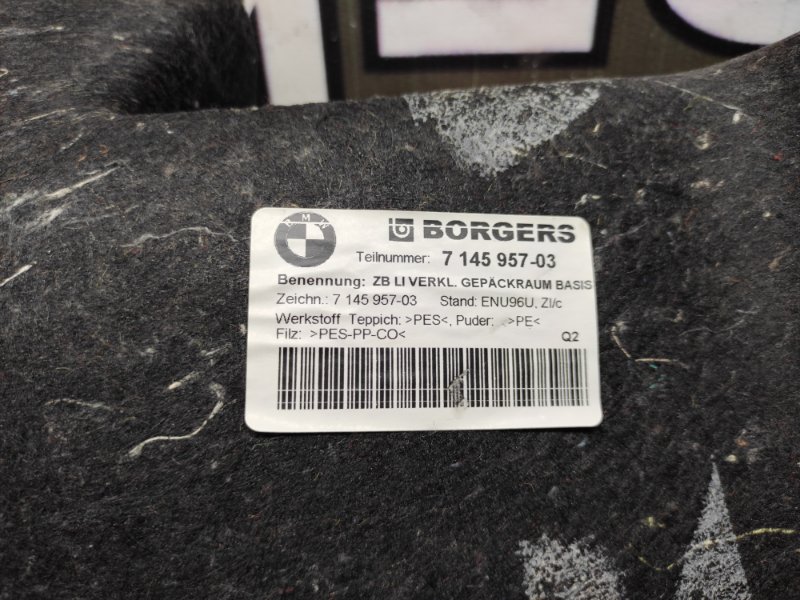 BMW
BORGERS
Teilnummer: 7 145 957-03
Benennung: ZB LI VERKL. GEPÄCKRAUM BASIS
Zeichn.: 7 145 957-03 Stand: ENU96U, ZI/c
Werkstoff Teppich: >PES<, Puder: >PE<
Filz: >PES-PP-CO< Q2